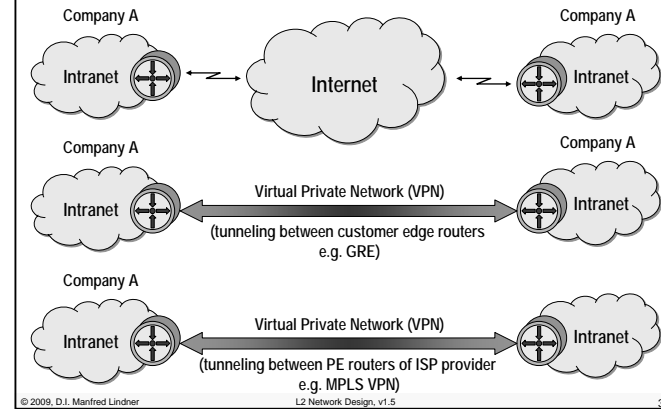 Company A
Company A
Intranet
Internet
Intranet
Company A
Company A
Intranet
Virtual Private Network (VPN)
Intranet
(tunneling between customer edge routers
e.g. GRE)
Company A
Intranet
Virtual Private Network (VPN)
Intranet
(tunneling between PE routers of ISP provider
e.g. MPLS VPN)
© 2009, D.I. Manfred Lindner
L2 Network Design, v1.5